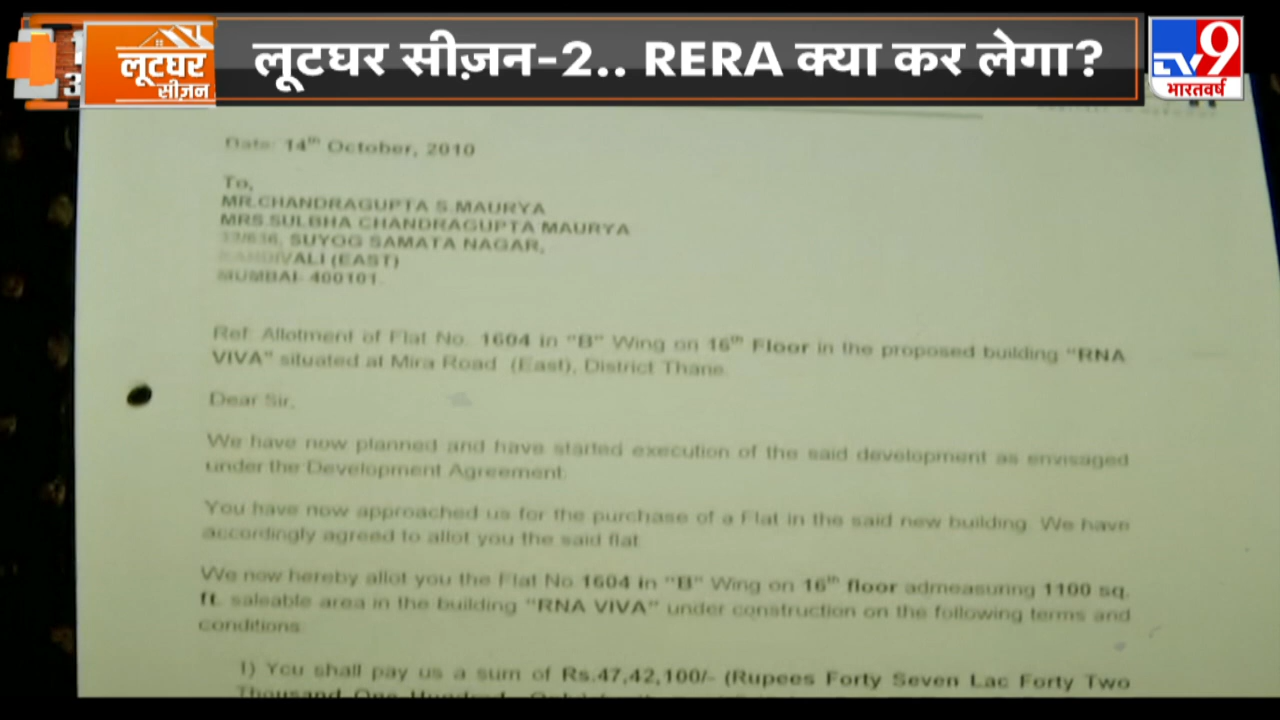 लूटघर सीज़न-2.. RERA क्या कर लेगा?
लूटघर
सीज़न
TV9
भारतवर्ष
Date: 14th October, 2010
To,
MR.CHANDRAGUPTA S.MAURYA
MRS.SULBHA CHANDRAGUPTA MAURYA
SUYOG SAMATA NAGAR,
KANDIVALI (EAST)
MUMBAI- 400101.
Ref: Allotment of Flat No. 1604 in "B" Wing on 16th Floor in the proposed building "RNA
VIVA" situated at Mira Road (East), District Thane.
Dear Sir,
We have now planned and have started execution of the said development as envisaged
under the Development Agreement.
You have now approached us for the purchase of a Flat in the said new building. We have
accordingly agreed to allot you the said flat.
We now hereby allot you the Flat No 1604 in "B" Wing on 16th floor admeasuring 1100 sq.
ft. saleable area in the building "RNA VIVA" under construction on the following terms and
conditions
1) You shall pay us a sum of Rs.47,42,100/- (Rupees Forty Seven Lac Forty Two
Thousand One Hundred